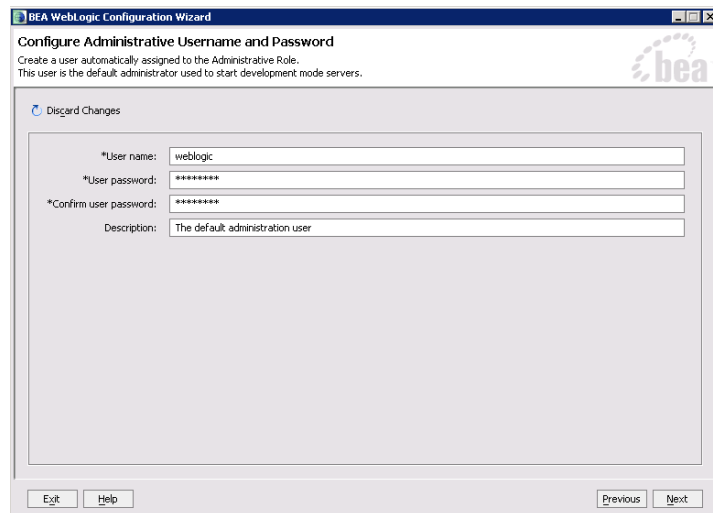 BEA WebLogic Configuration Wizard
Configure Administrative Username and Password
Create a user automatically assigned to the Administrative Role.
This user is the default administrator used to start development mode servers.
bea
Discard Changes
*User name: weblogic
*User password: ********
*Confirm user password: ********
Description: The default administration user
Exit Help Previous Next